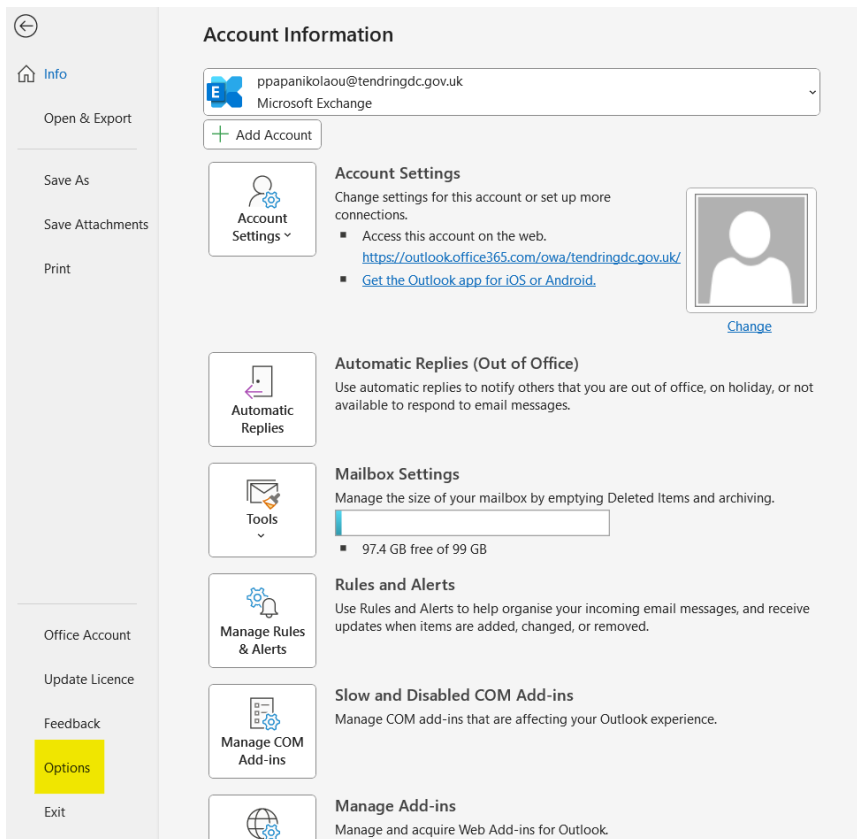 Account Information
Info
ppapanikolaou@tendringdc.gov.uk
E
Microsoft Exchange
Open & Export
Add Account
Save As
Save Attachments
Print
Account
Settings
Account Settings
Change settings for this account or set up more
connections.
Access this account on the web.
https://outlook.office365.com/owa/tendringdc.gov.uk/
Get the Outlook app for iOS or Android.
Change
Automatic
Replies
Automatic Replies (Out of Office)
Use automatic replies to notify others that you are out of office, on holiday, or not
available to respond to email messages.
Tools
Mailbox Settings
Manage the size of your mailbox by emptying Deleted Items and archiving.
97.4 GB free of 99 GB
Manage Rules
& Alerts
Rules and Alerts
Use Rules and Alerts to help organise your incoming email messages, and receive
updates when items are added, changed, or removed.
Office Account
Update Licence
Feedback
Options
Exit
Manage COM
Add-ins
Slow and Disabled COM Add-ins
Manage COM add-ins that are affecting your Outlook experience.
Manage Add-ins
Manage and acquire Web Add-ins for Outlook.